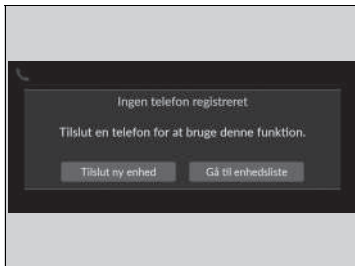 Ingen telefon registreret
Tilslut en telefon for at bruge denne funktion.
Tilslut ny enhed
Gå til enhedsliste